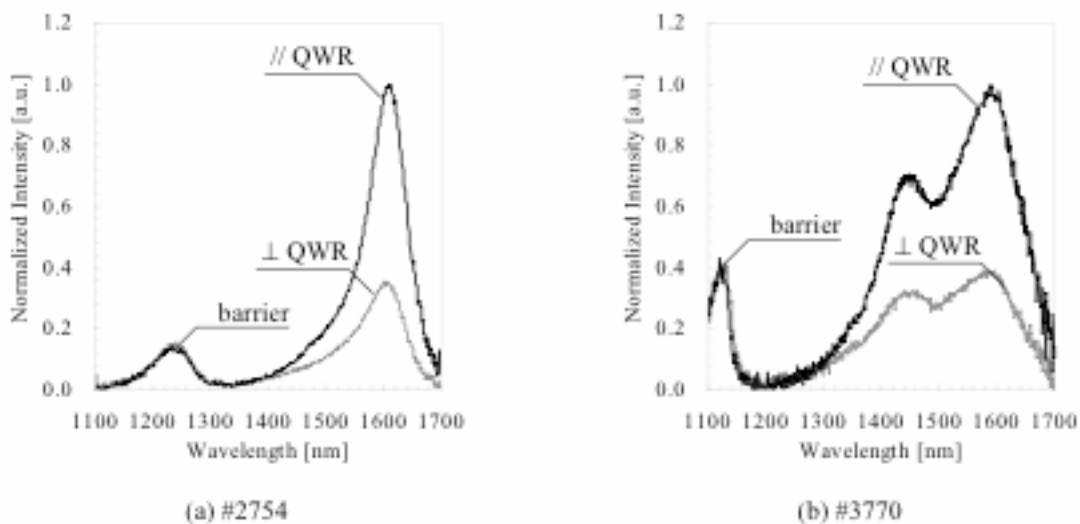 1.2
// QWR
1.0
0.8
0.6
⊥ QWR
0.4
barrier
0.2
0.0
1100 1200 1300 1400 1500 1600 1700
Wavelength [nm]
Normalized Intensity [a.u.]
(a) #2754
1.2
// QWR
1.0
0.8
0.6
barrier
⊥ QWR
0.4
0.2
0.0
1100 1200 1300 1400 1500 1600 1700
Wavelength [nm]
Normalized Intensity [a.u.]
(b) #3770